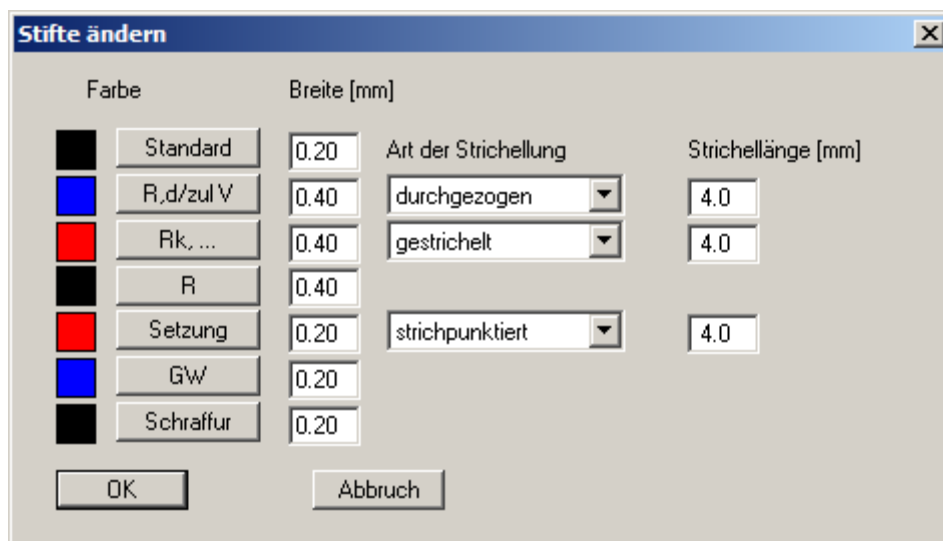 Stifte ändern
Farbe Breite [mm]
Standard 0.20 Art der Strichellung Strichellänge [mm]
R,d/zul V 0.40 durchgezogen 4.0
Rk, ... 0.40 gestrichelt 4.0
R 0.40
Setzung 0.20 strichpunktiert 4.0
GW 0.20
Schraffur 0.20
OK Abbruch